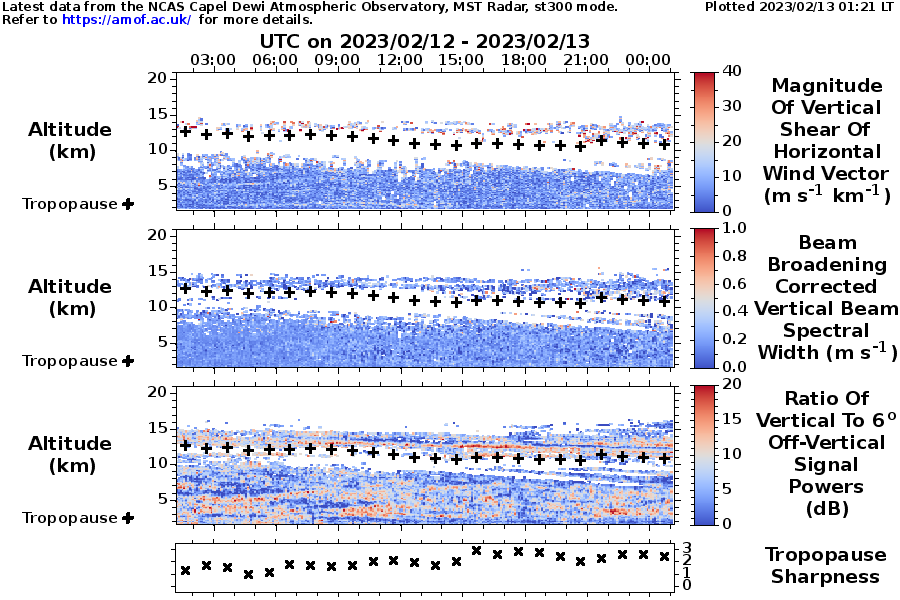 Latest data from the NCAS Capel Dewi Atmospheric Observatory, MST Radar, st300 mode.
Plotted 2023/02/13 01:21 LT
Refer to https://amof.ac.uk/ for more details.
UTC on 2023/02/12 - 2023/02/13
03:00 06:00 09:00 12:00 15:00 18:00 21:00 00:00
20
15
10
5
Altitude
(km)
Tropopause
40
30
20
10
0
Magnitude
Of Vertical
Shear Of
Horizontal
Wind Vector
(m s-1 km-1)
20
15
10
5
Altitude
(km)
Tropopause
1.0
0.8
0.6
0.4
0.2
0.0
Beam
Broadening
Corrected
Vertical Beam
Spectral
Width (m s-1)
20
15
10
5
Altitude
(km)
Tropopause
20
15
10
5
0
Ratio Of
Vertical To 6o
Off-Vertical
Signal
Powers
(dB)
3
2
1
0
Tropopause
Sharpness